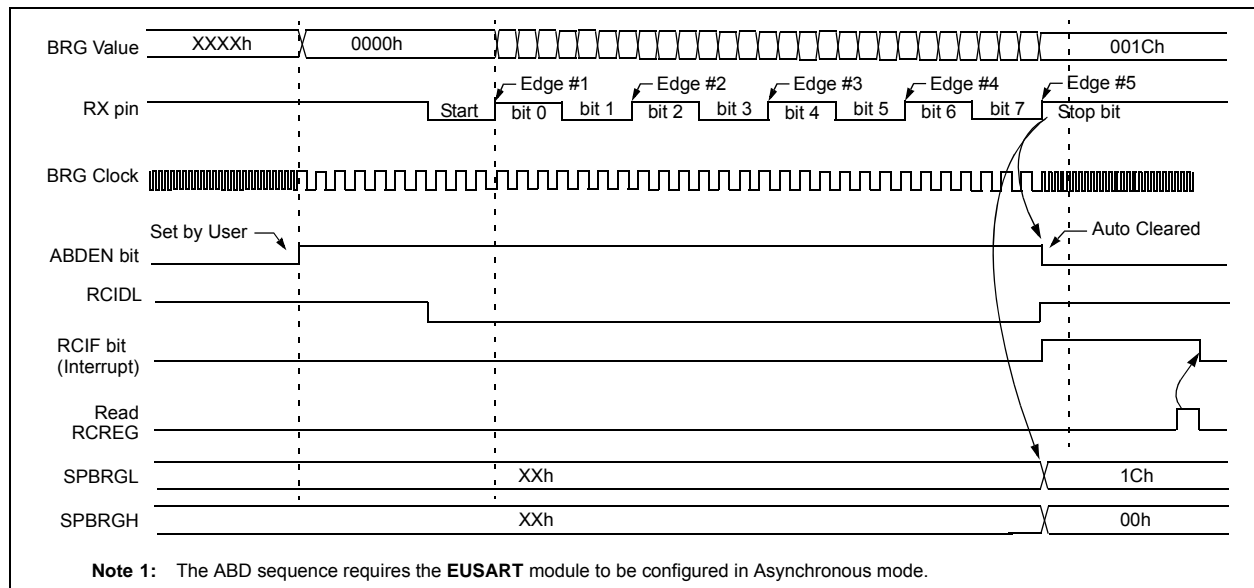 BRG Value XXXXh 0000h 001Ch
Edge #1 Edge #2 Edge #3 Edge #4 Edge #5
RX pin Start bit 0 bit 1 bit 2 bit 3 bit 4 bit 5 bit 6 bit 7 Stop bit
BRG Clock
Set by User Auto Cleared
ABDEN bit
RCIDL
RCIF bit
(Interrupt)
Read
RCREG
SPBRGL XXh 1Ch
SPBRGH XXh 00h
Note 1: The ABD sequence requires the EUSART module to be configured in Asynchronous mode.